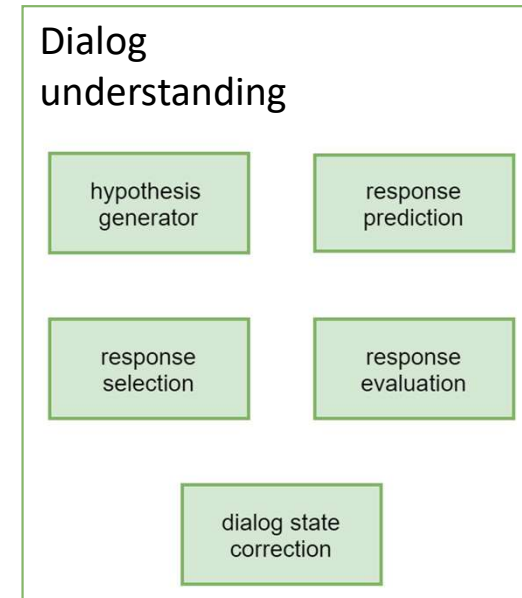 Dialog
understanding
hypothesis
generator
response
prediction
response
selection
response
evaluation
dialog state
correction